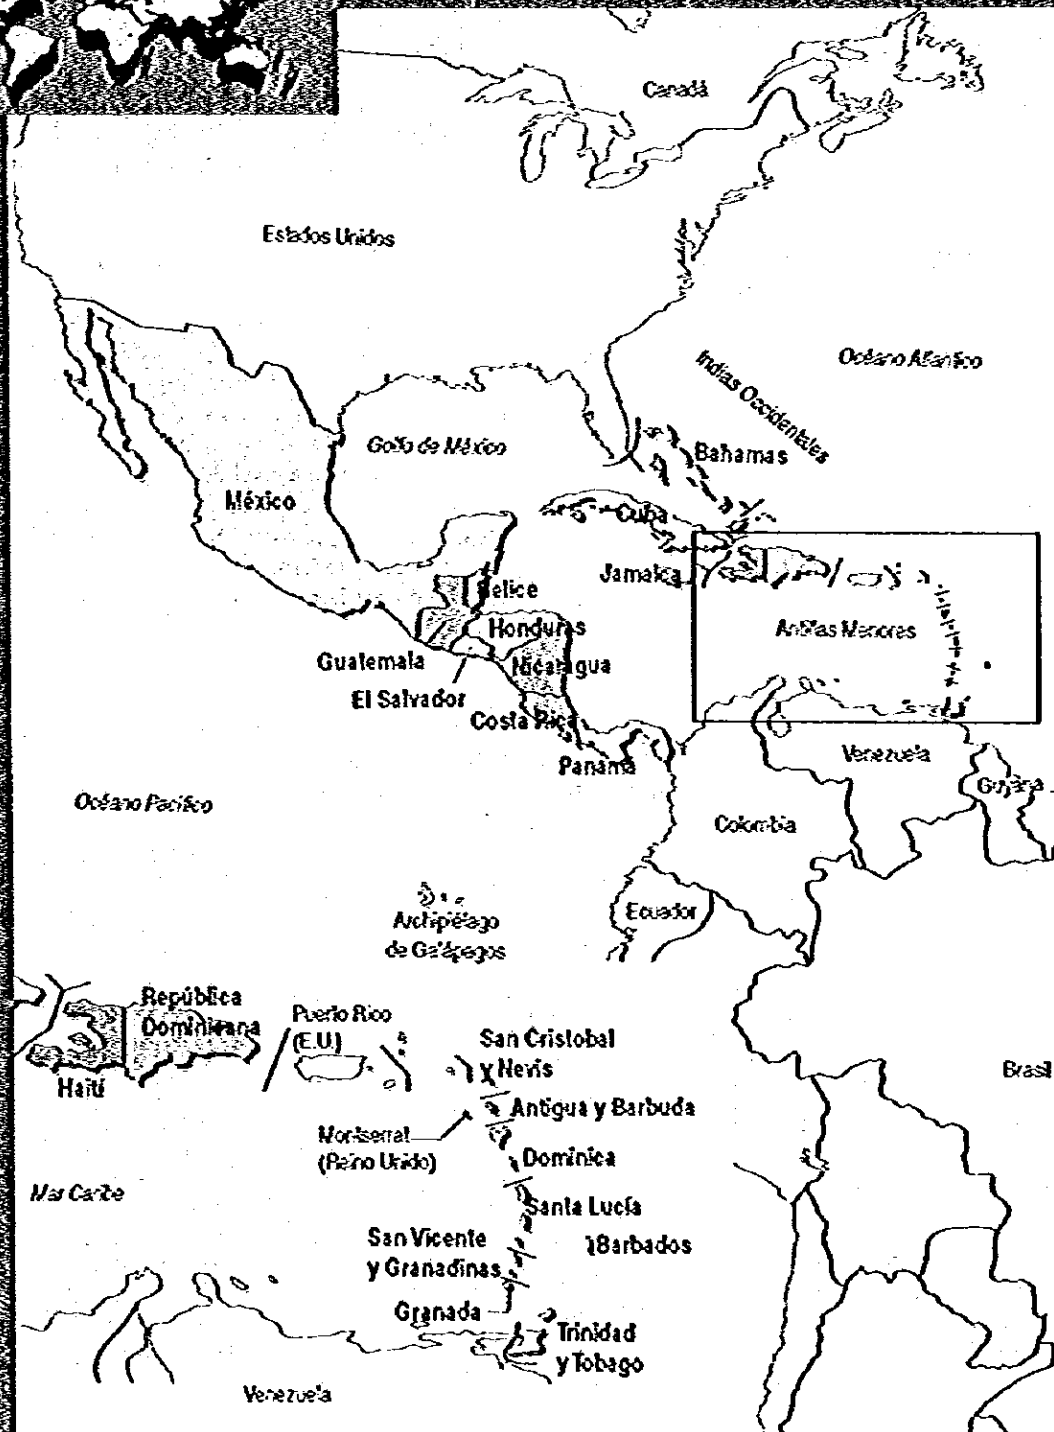 Canadá
Estados Unidos
Océano Atlántico
Indias Occidentales
Golfo de México
Bahamas
México
Cuba
Jamaica
Belice
Antillas Menores
Honduras
Guatemala
Nicaragua
El Salvador
Costa Rica
Venezuela
Panamá
Guyana
Océano Pacífico
Colombia
Archipiélago
de Galápagos
Ecuador
República
Dominicana
Puerto Rico
(E.U.)
San Cristobal
y Nevis
Haití
Brasil
Antigua y Barbuda
Montserrat
(Reino Unido)
Dominica
Mar Caribe
Santa Lucía
San Vicente
y Granadinas
Barbados
Granada
Trinidad
y Tobago
Venezuela